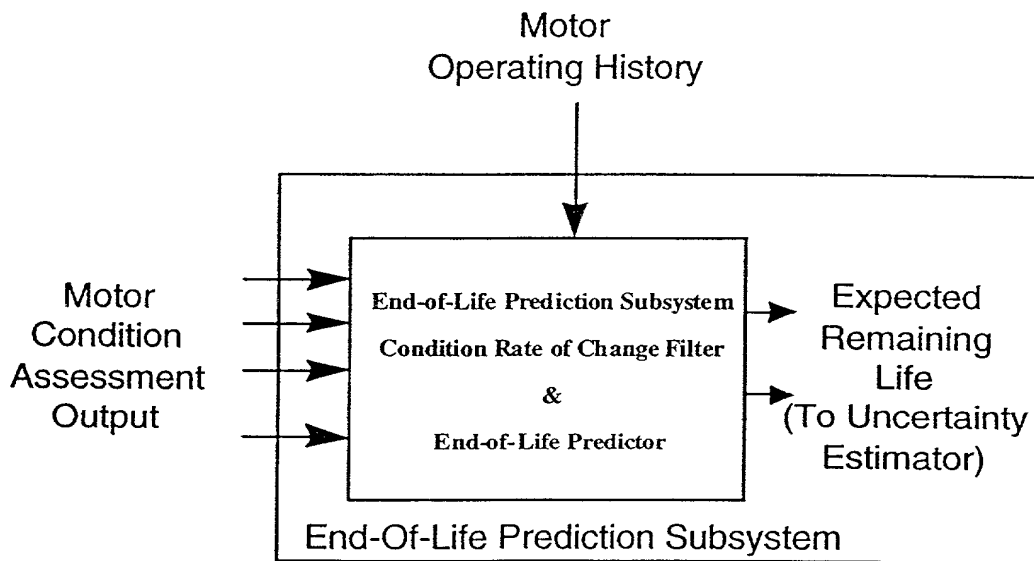 Motor
Operating History
Motor
Condition
Assessment
Output
End-of-Life Prediction Subsystem
Condition Rate of Change Filter
&
End-of-Life Predictor
Expected
Remaining
Life
(To Uncertainty
Estimator)
End-Of-Life Prediction Subsystem